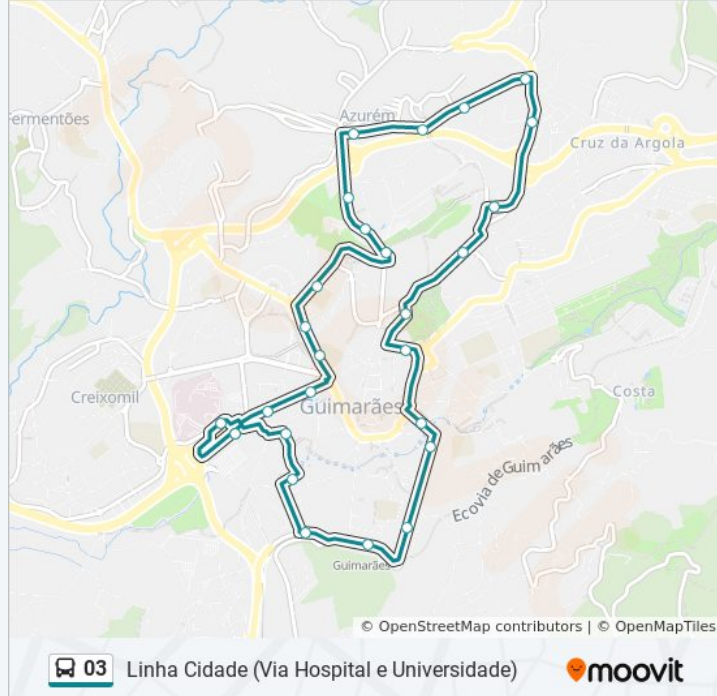 Azurém
Fermentões
Cruz da Argola
Creixomil
Guimarães
Costa
Ecovia de Guimarães
Guimarães
© OpenStreetMap contributors | © OpenMapTiles
03 Linha Cidade (Via Hospital e Universidade) moovit